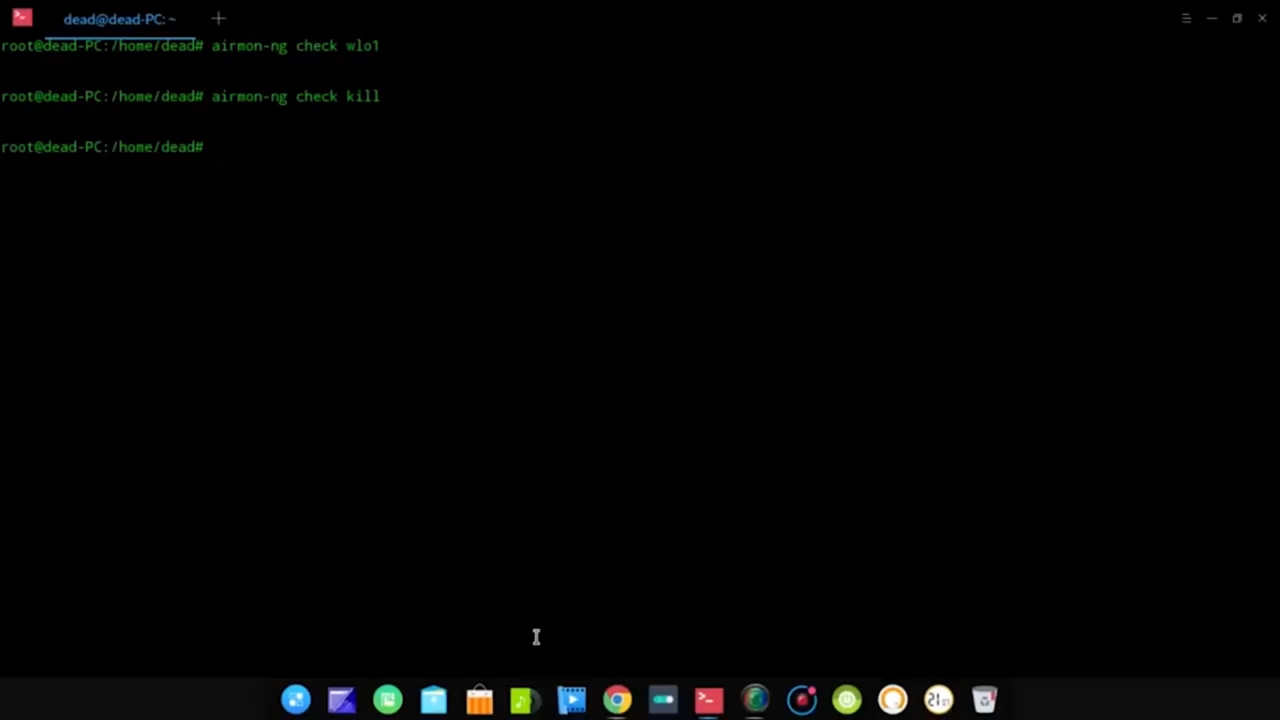 dead@dead-PC: ~
root@dead-PC:/home/dead# airmon-ng check wlo1
root@dead-PC:/home/dead# airmon-ng check kill
root@dead-PC:/home/dead#